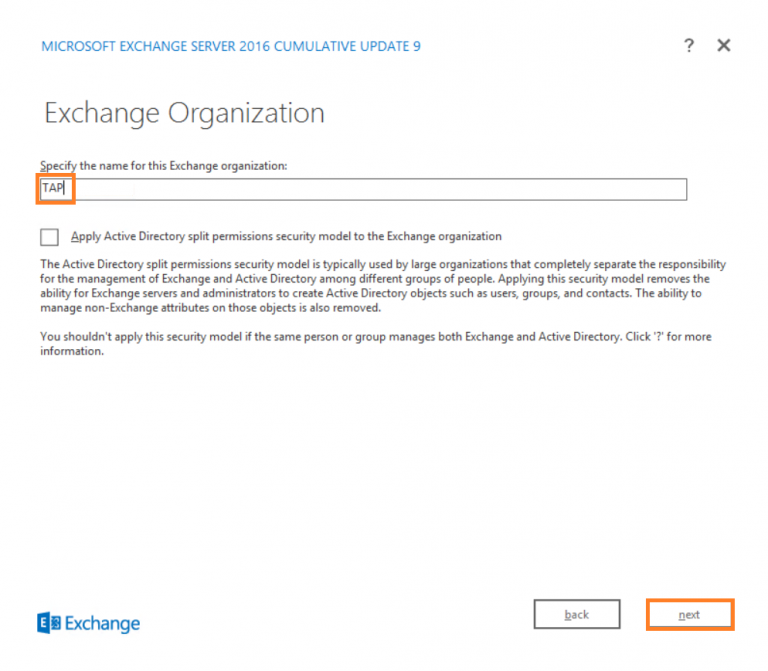 MICROSOFT EXCHANGE SERVER 2016 CUMULATIVE UPDATE 9
?
Exchange Organization
Specify the name for this Exchange organization:
TAP
Apply Active Directory split permissions security model to the Exchange organization
The Active Directory split permissions security model is typically used by large organizations that completely separate the responsibility
for the management of Exchange and Active Directory among different groups of people. Applying this security model removes the
ability for Exchange servers and administrators to create Active Directory objects such as users, groups, and contacts. The ability to
manage non-Exchange attributes on those objects is also removed.
You shouldn't apply this security model if the same person or group manages both Exchange and Active Directory. Click '?' for more
information.
E Exchange
back
next